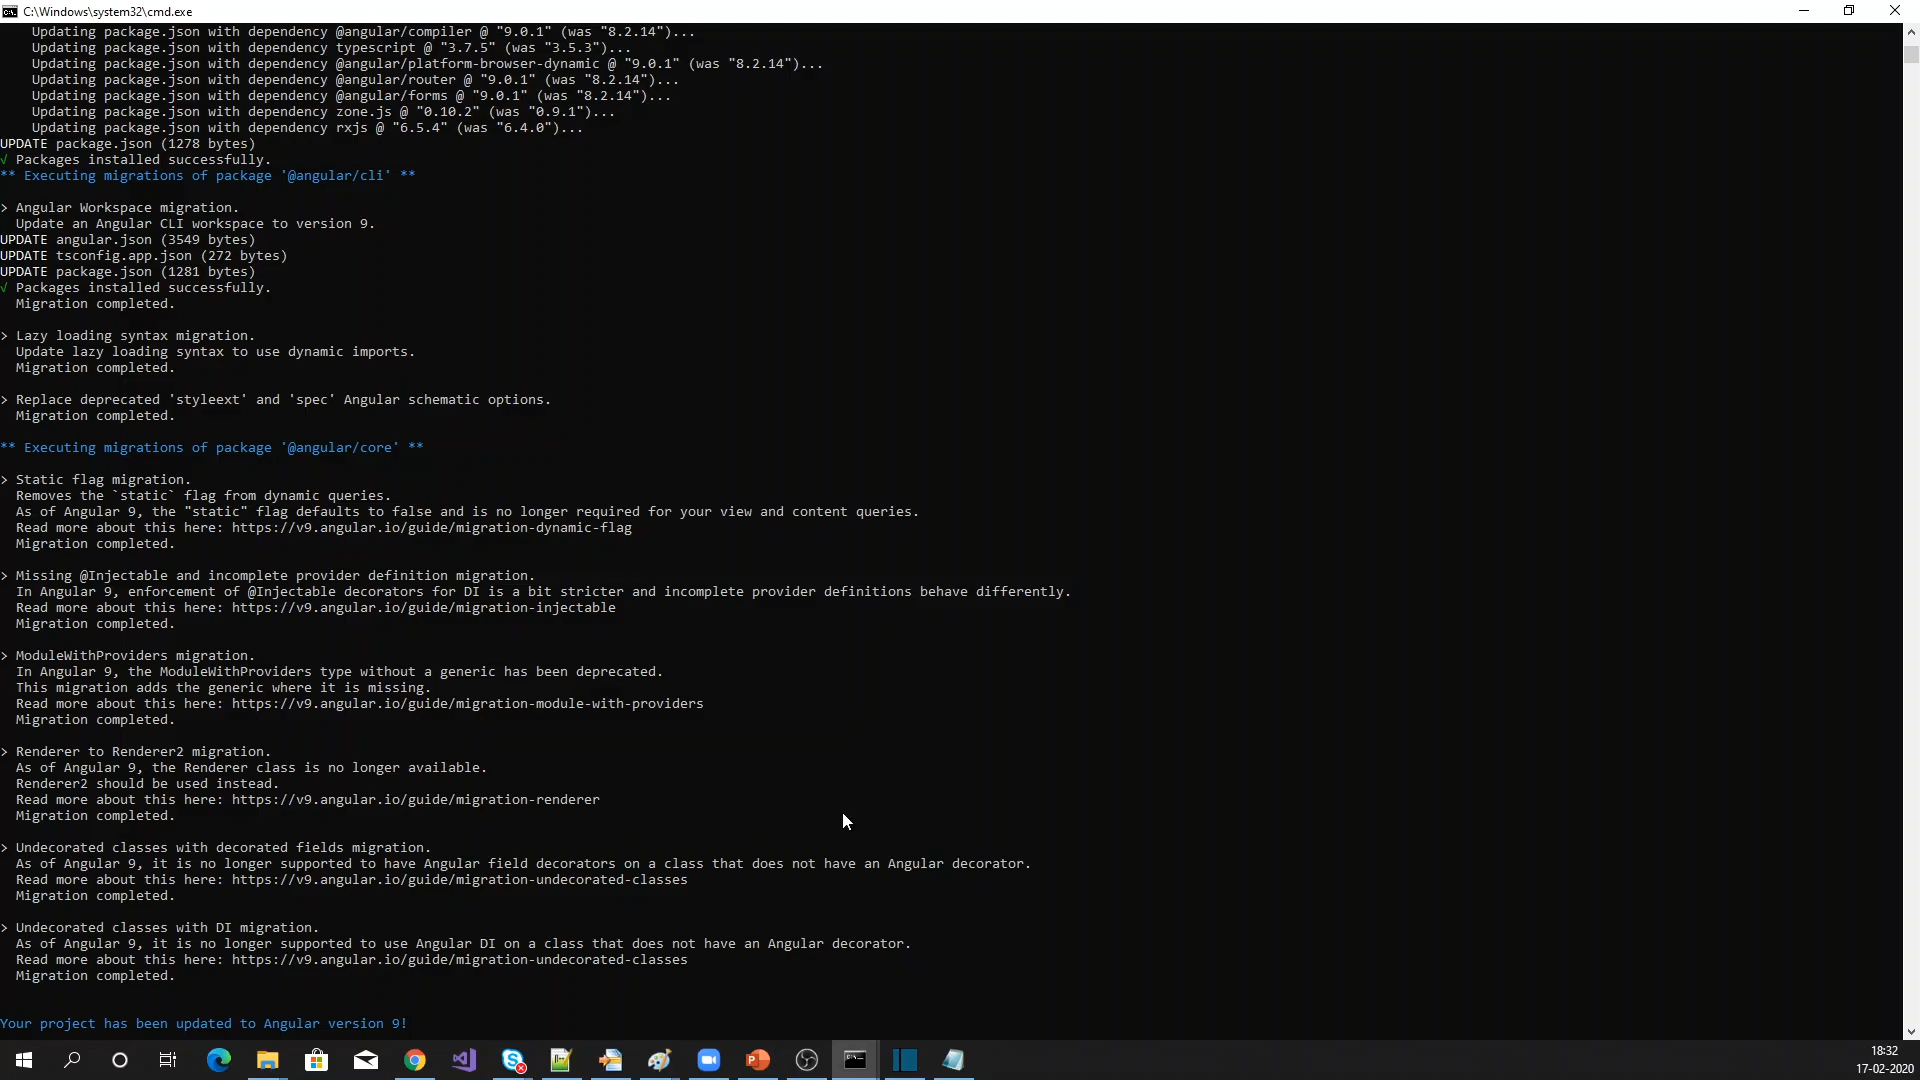 C:\Windows\system32\cmd.exe
Updating package.json with dependency @angular/compiler @ "9.0.1" (was "8.2.14")...
Updating package.json with dependency typescript @ "3.7.5" (was "3.5.3")...
Updating package.json with dependency @angular/platform-browser-dynamic @ "9.0.1" (was "8.2.14")...
Updating package.json with dependency @angular/router @ "9.0.1" (was "8.2.14")...
Updating package.json with dependency @angular/forms @ "9.0.1" (was "8.2.14")...
Updating package.json with dependency zone.js @ "0.10.2" (was "0.9.1")...
Updating package.json with dependency rxjs @ "6.5.4" (was "6.4.0")...
UPDATE package.json (1278 bytes)
√ Packages installed successfully.
** Executing migrations of package '@angular/cli' **
> Angular Workspace migration.
Update an Angular CLI workspace to version 9.
UPDATE angular.json (3549 bytes)
UPDATE tsconfig.app.json (272 bytes)
UPDATE package.json (1281 bytes)
√ Packages installed successfully.
Migration completed.
> Lazy loading syntax migration.
Update lazy loading syntax to use dynamic imports.
Migration completed.
> Replace deprecated 'styleext' and 'spec' Angular schematic options.
Migration completed.
** Executing migrations of package '@angular/core' **
> Static flag migration.
Removes the `static` flag from dynamic queries.
As of Angular 9, the "static" flag defaults to false and is no longer required for your view and content queries.
Read more about this here: https://v9.angular.io/guide/migration-dynamic-flag
Migration completed.
> Missing @Injectable and incomplete provider definition migration.
In Angular 9, enforcement of @Injectable decorators for DI is a bit stricter and incomplete provider definitions behave differently.
Read more about this here: https://v9.angular.io/guide/migration-injectable
Migration completed.
> ModuleWithProviders migration.
In Angular 9, the ModuleWithProviders type without a generic has been deprecated.
This migration adds the generic where it is missing.
Read more about this here: https://v9.angular.io/guide/migration-module-with-providers
Migration completed.
> Renderer to Renderer2 migration.
As of Angular 9, the Renderer class is no longer available.
Renderer2 should be used instead.
Read more about this here: https://v9.angular.io/guide/migration-renderer
Migration completed.
> Undecorated classes with decorated fields migration.
As of Angular 9, it is no longer supported to have Angular field decorators on a class that does not have an Angular decorator.
Read more about this here: https://v9.angular.io/guide/migration-undecorated-classes
Migration completed.
> Undecorated classes with DI migration.
As of Angular 9, it is no longer supported to use Angular DI on a class that does not have an Angular decorator.
Read more about this here: https://v9.angular.io/guide/migration-undecorated-classes
Migration completed.
Your project has been updated to Angular version 9!
18:32
17-02-2020